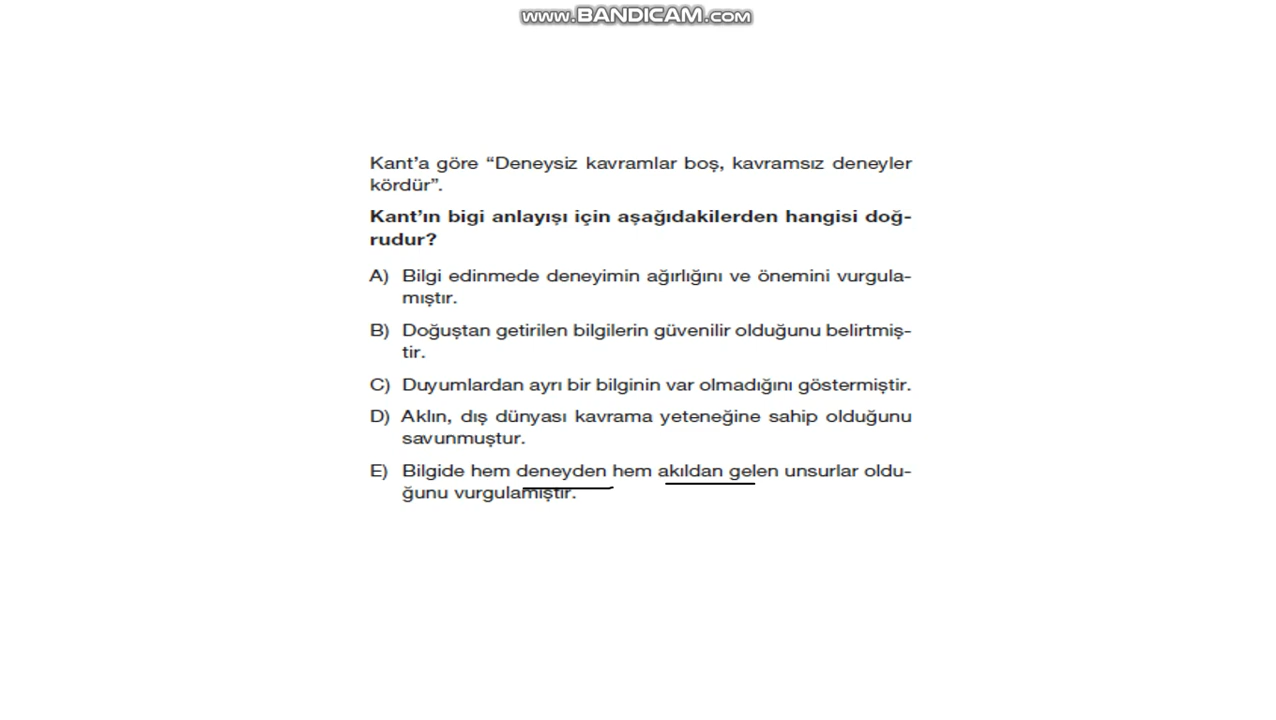 www.BANDICAM.com
Kant'a göre “Deneysiz kavramlar boş, kavramsız deneyler
kördür”.
Kant'ın bigi anlayışı için aşağıdakilerden hangisi doğ-
rudur?
A) Bilgi edinmede deneyimin ağırlığını ve önemini vurgula-
mıştır.
B) Doğuştan getirilen bilgilerin güvenilir olduğunu belirtmiş-
tir.
C) Duyumlardan ayrı bir bilginin var olmadığını göstermiştir.
D) Aklın, dış dünyası kavrama yeteneğine sahip olduğunu
savunmuştur.
E) Bilgide hem deneyden hem akıldan gelen unsurlar oldu-
ğunu vurgulamıştır.